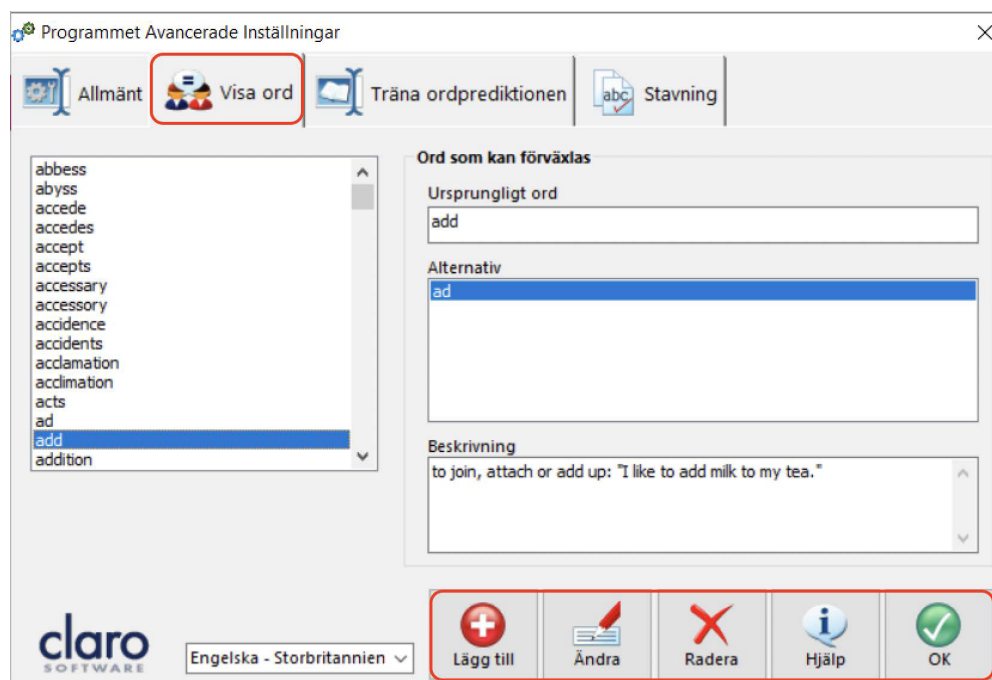 Programmet Avancerade Inställningar
Allmänt
Visa ord
Träna ordprediktionen
abc
Stavning
abbess
abyss
accede
accedes
accept
accepts
accessary
accessory
accidence
accidents
acclamation
acclimation
acts
ad
add
addition
Ord som kan förväxlas
Ursprungligt ord
add
Alternativ
ad
Beskrivning
to join, attach or add up: "I like to add milk to my tea."
claro
SOFTWARE
Engelska - Storbritannien
Lägg till
Ändra
Radera
Hjälp
OK